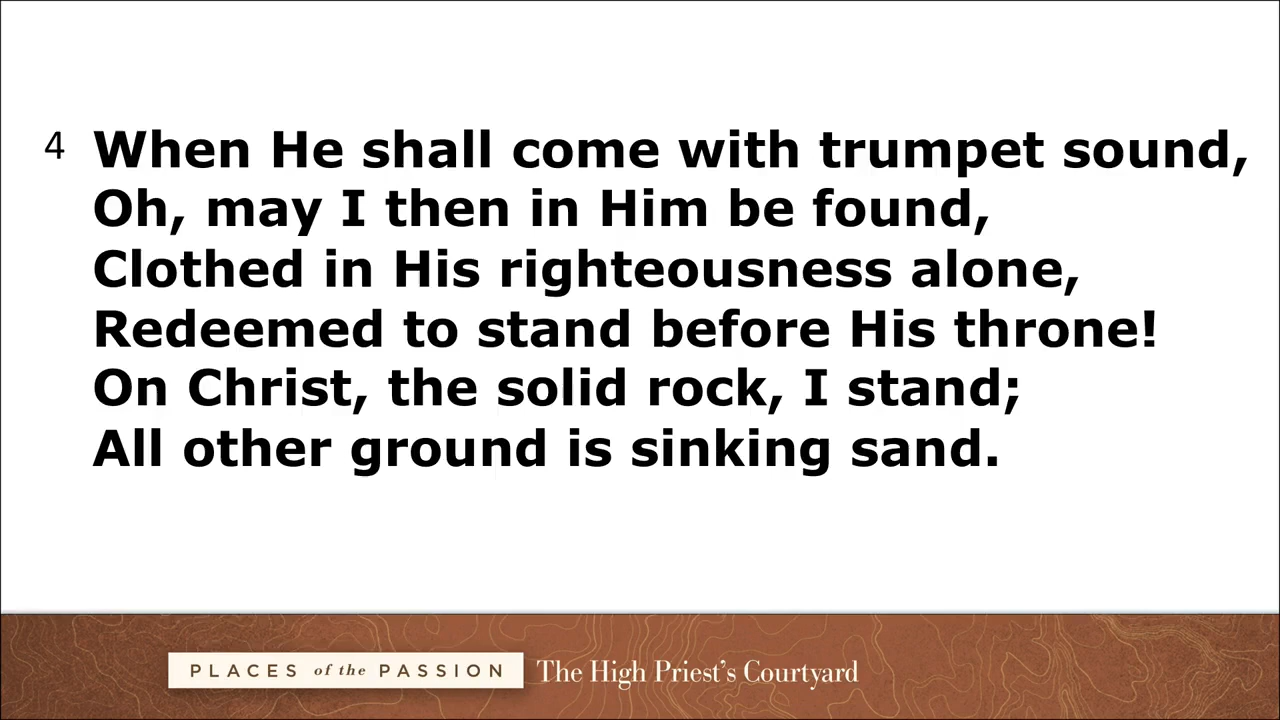 4 When He shall come with trumpet sound,
Oh, may I then in Him be found,
Clothed in His righteousness alone,
Redeemed to stand before His throne!
On Christ, the solid rock, I stand;
All other ground is sinking sand.
PLACES of the PASSION The High Priest's Courtyard